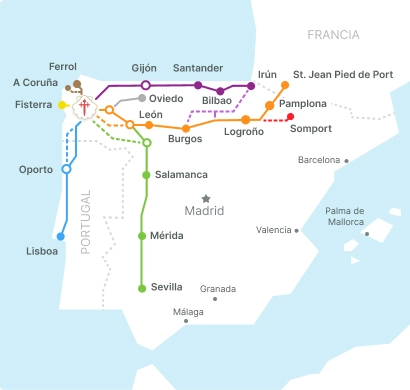 FRANCIA
Ferrol
Gijón
Santander
Irún
St. Jean Pied de Port
A Coruña
Fisterra
Oviedo
Bilbao
Pamplona
León
Burgos
Logroño
Somport
Oporto
Salamanca
Barcelona
PORTUGAL
Madrid
Palma de
Mallorca
Valencia
Lisboa
Mérida
Sevilla
Granada
Málaga